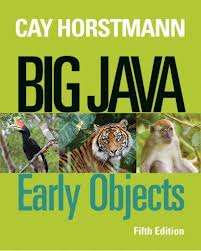 CAY HORSTMANN
BIG JAVA
Early Objects
Fifth Edition